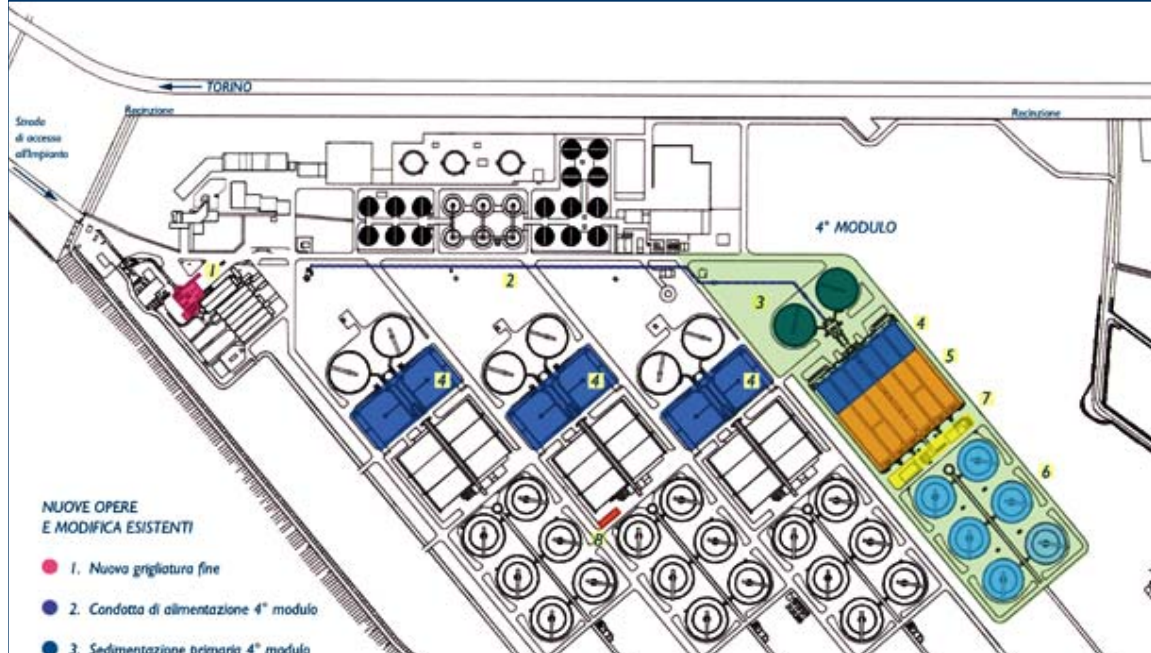 TORINO
Recinzione
Recinzione
Strada
di accesso
all'Impianto
4° MODULO
1
2
3
4
5
7
6
4
4
4
8
NUOVE OPERE
E MODIFICA ESISTENTI
1. Nuova grigliatura fine
2. Condotta di alimentazione 4° modulo
3. Sedimentazione primaria 4° modulo